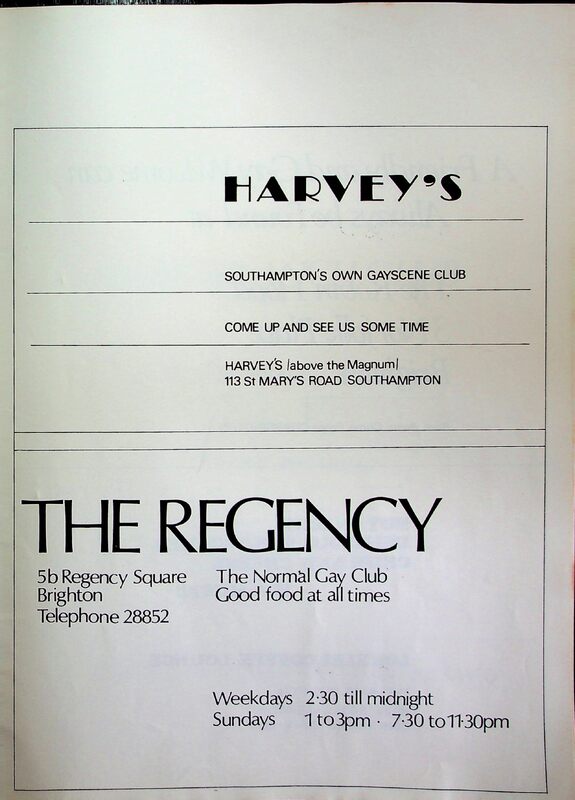 HARVEY'S
SOUTHAMPTON'S OWN GAYSCENE CLUB
COME UP AND SEE US SOME TIME
HARVEY'S /above the Magnum/
113 St MARY'S ROAD SOUTHAMPTON
THE REGENCY
5b Regency Square
Brighton
Telephone 28852
The Normal Gay Club
Good food at all times
Weekdays 2·30 till midnight
Sundays 1 to 3pm · 7·30 to 11·30pm